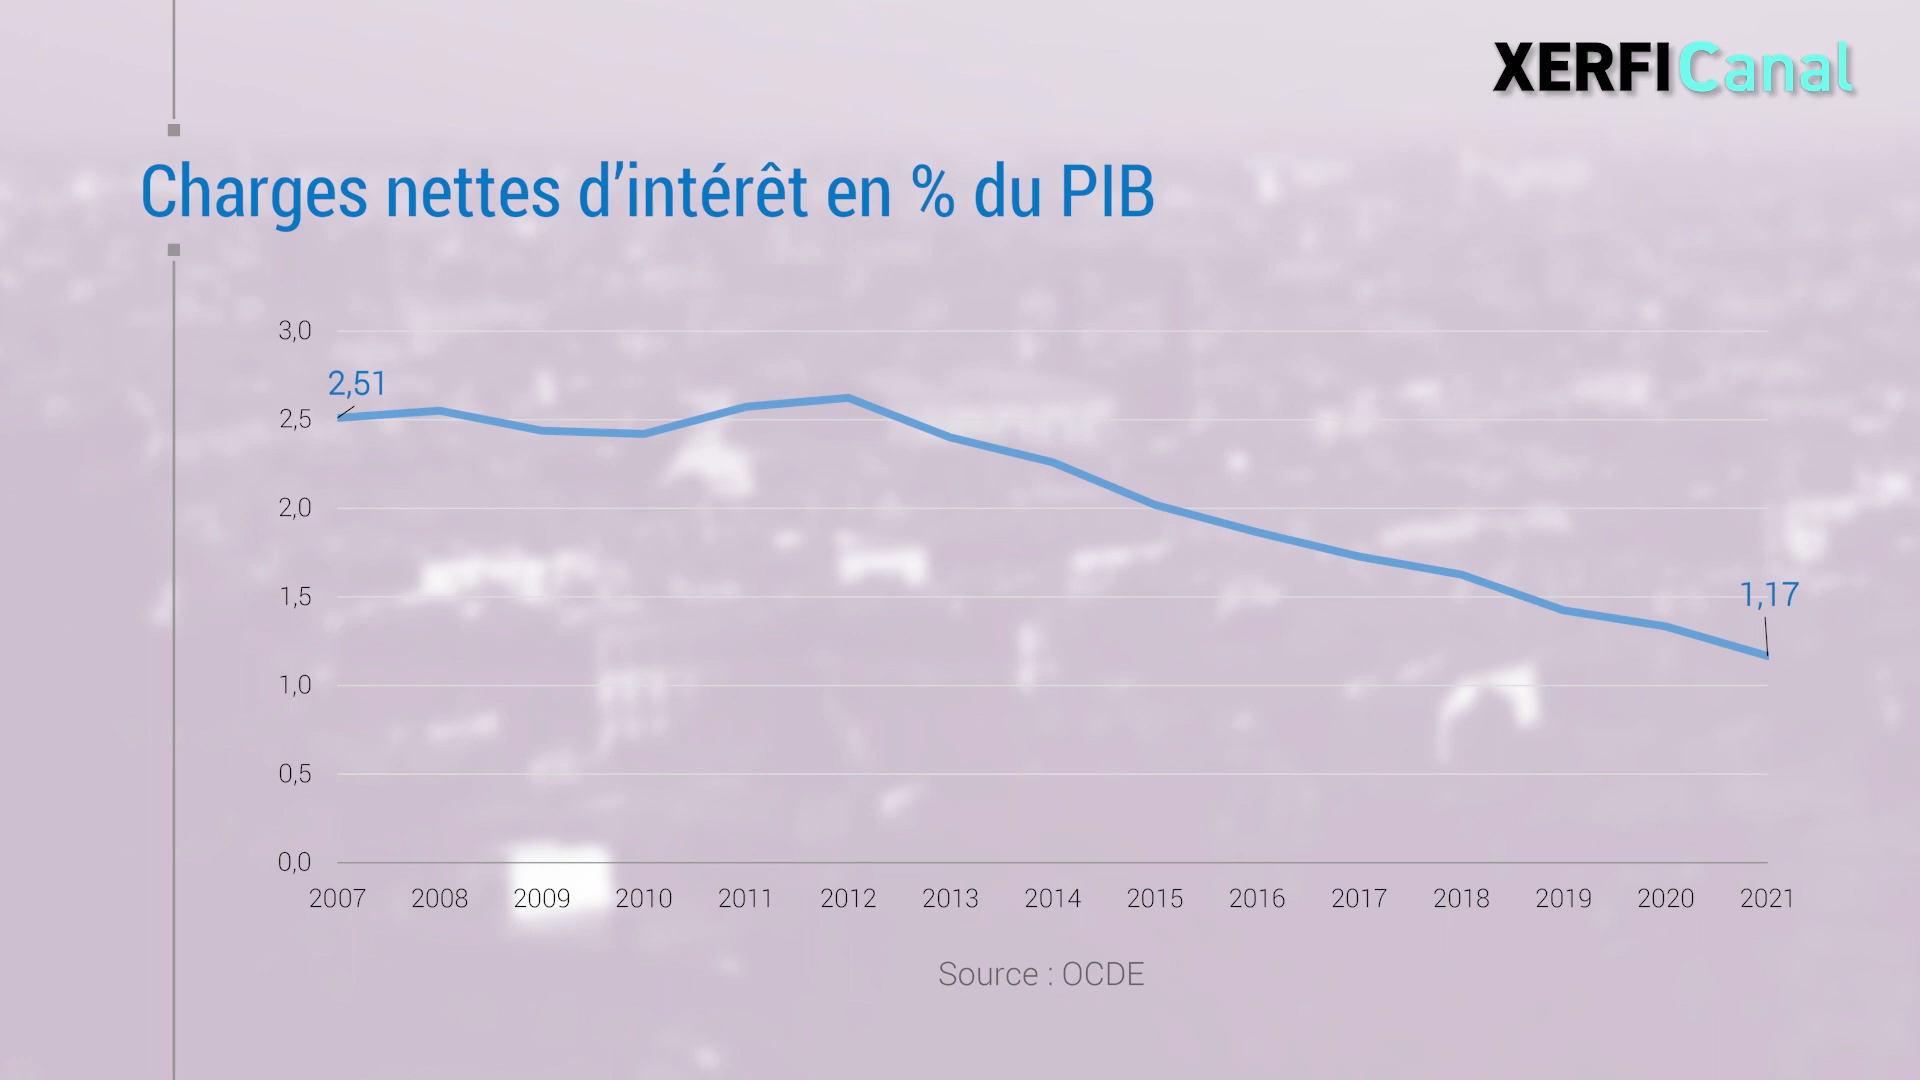 XERFI Canal
Charges nettes d’intérêt en % du PIB
3,0
2,51
2,5
2,0
1,5
1,17
1,0
0,5
0,0
2007 2008 2009 2010 2011 2012 2013 2014 2015 2016 2017 2018 2019 2020 2021
Source : OCDE